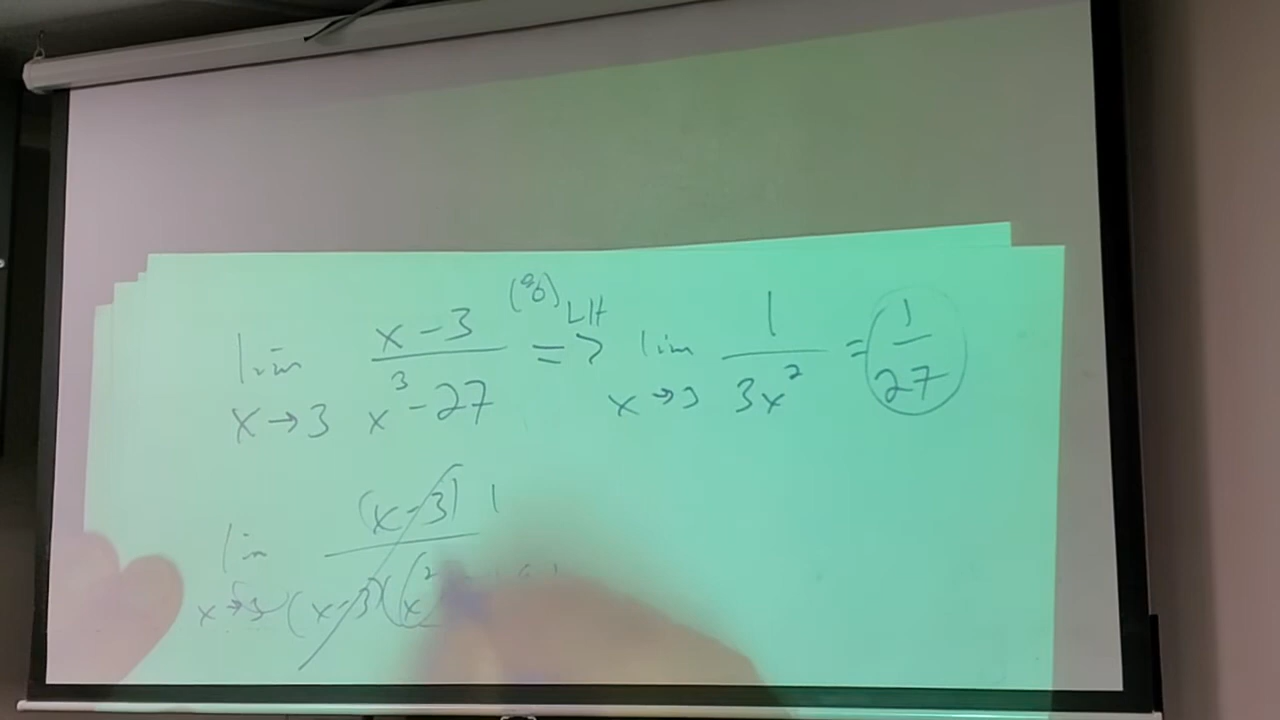 lim x→3 (x-3)/(x³-27) (0/0) LH => lim x→3 1/(3x²) = 1/27
lim x→3 (x-3) 1/(x-3)(x²